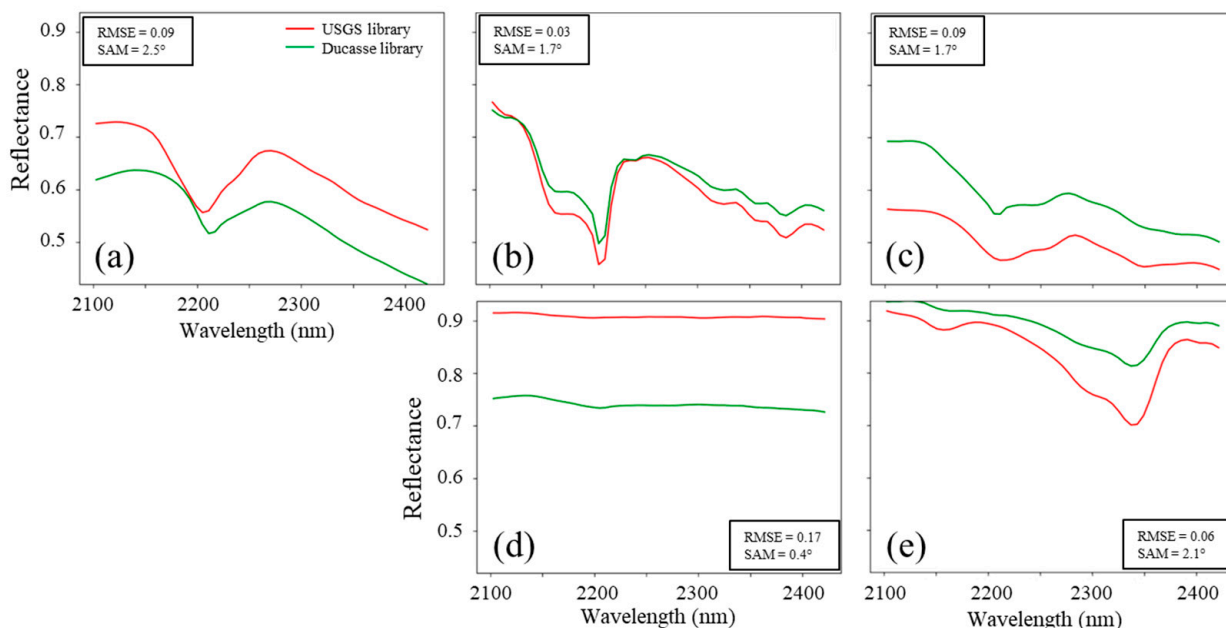 RMSE = 0.09
SAM = 2.5°
USGS library
Ducasse library
RMSE = 0.03
SAM = 1.7°
RMSE = 0.09
SAM = 1.7°
0.9
0.8
0.7
0.6
0.5
Reflectance
(a)
(b)
(c)
2100 2200 2300 2400
Wavelength (nm)
0.9
0.8
0.7
0.6
0.5
Reflectance
(d)
RMSE = 0.17
SAM = 0.4°
(e)
RMSE = 0.06
SAM = 2.1°
2100 2200 2300 2400
Wavelength (nm)
2100 2200 2300 2400
Wavelength (nm)